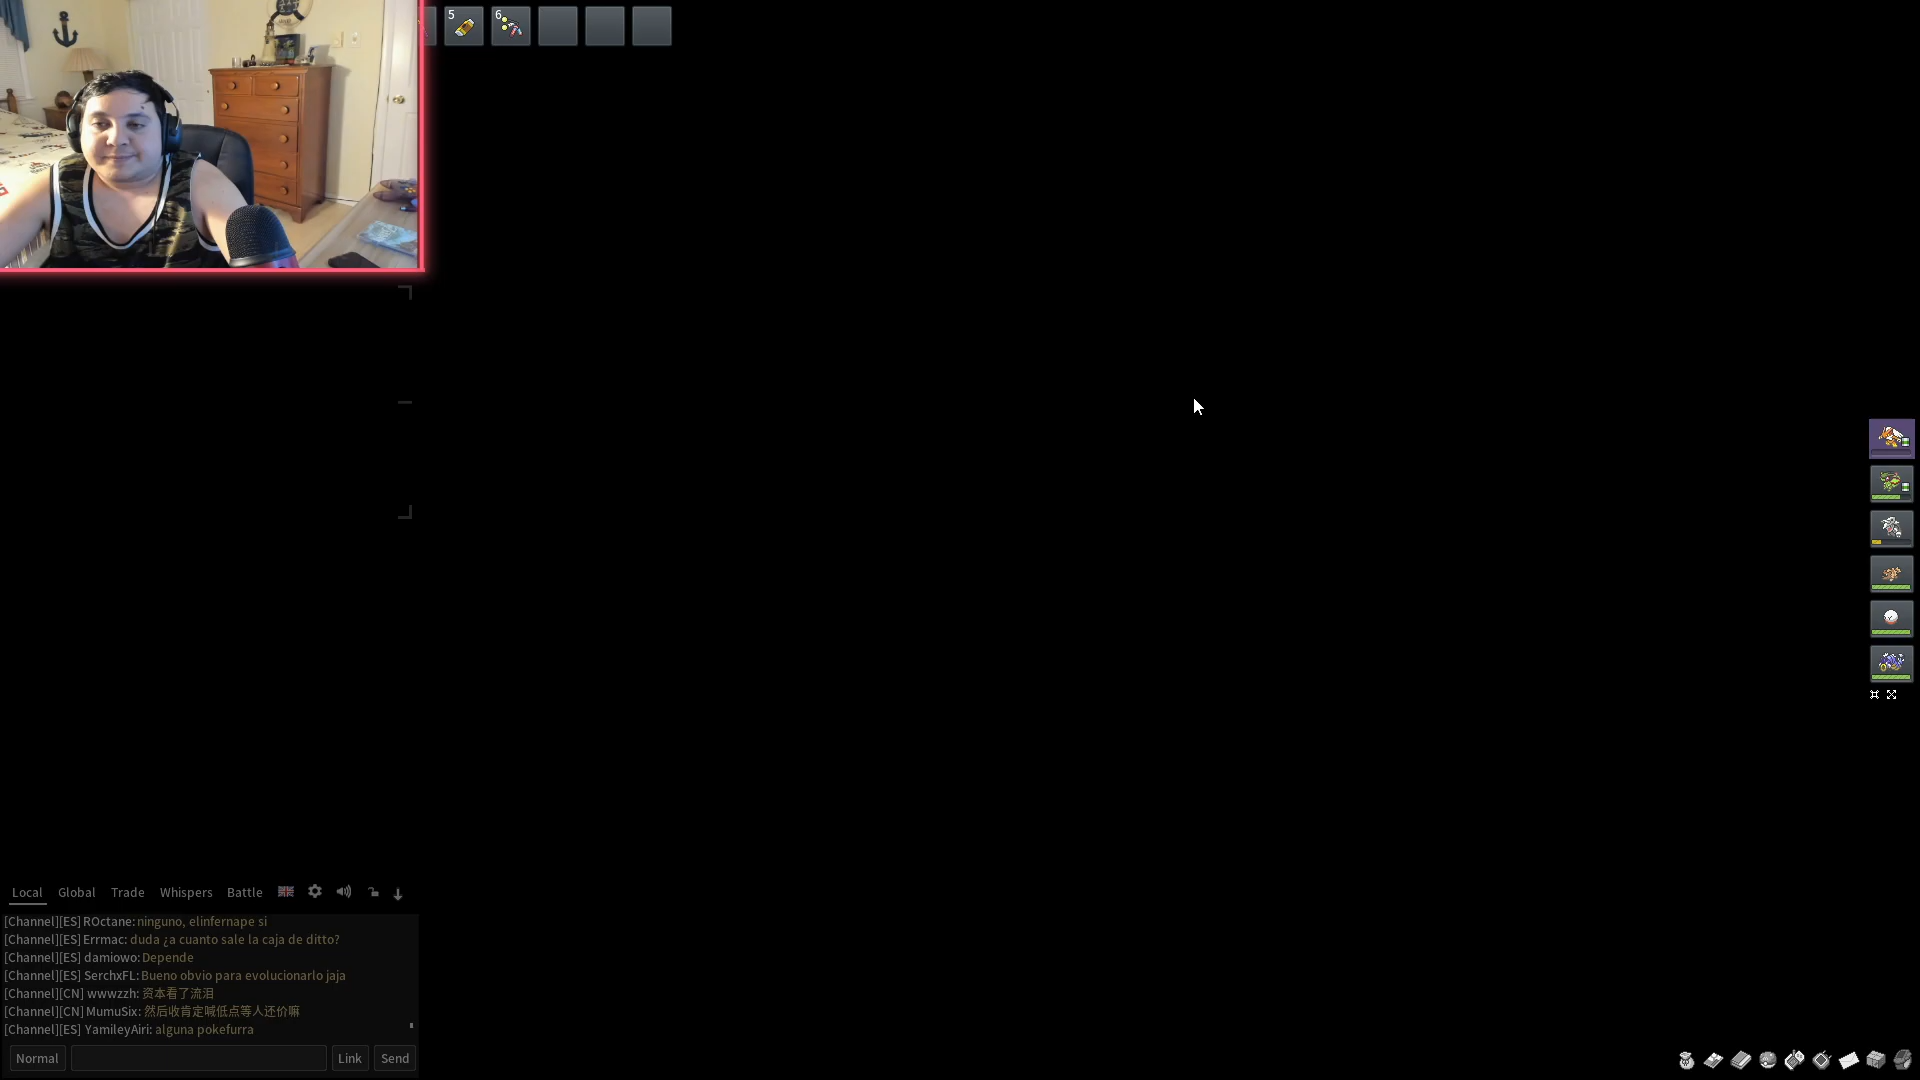 5
6
Local Global Trade Whispers Battle
[Channel][ES] ROctane: ninguno, elinfernape si
[Channel][ES] Errmac: duda ¿a cuanto sale la caja de ditto?
[Channel][ES] damiowo: Depende
[Channel][ES] SerchxFL: Bueno obvio para evolucionarlo jaja
[Channel][CN] wwwzzh: 资本看了流泪
[Channel][CN] MumuSix: 然后收肯定喊低点等人还价嘛
[Channel][ES] YamileyAiri: alguna pokefurra
Normal Link Send